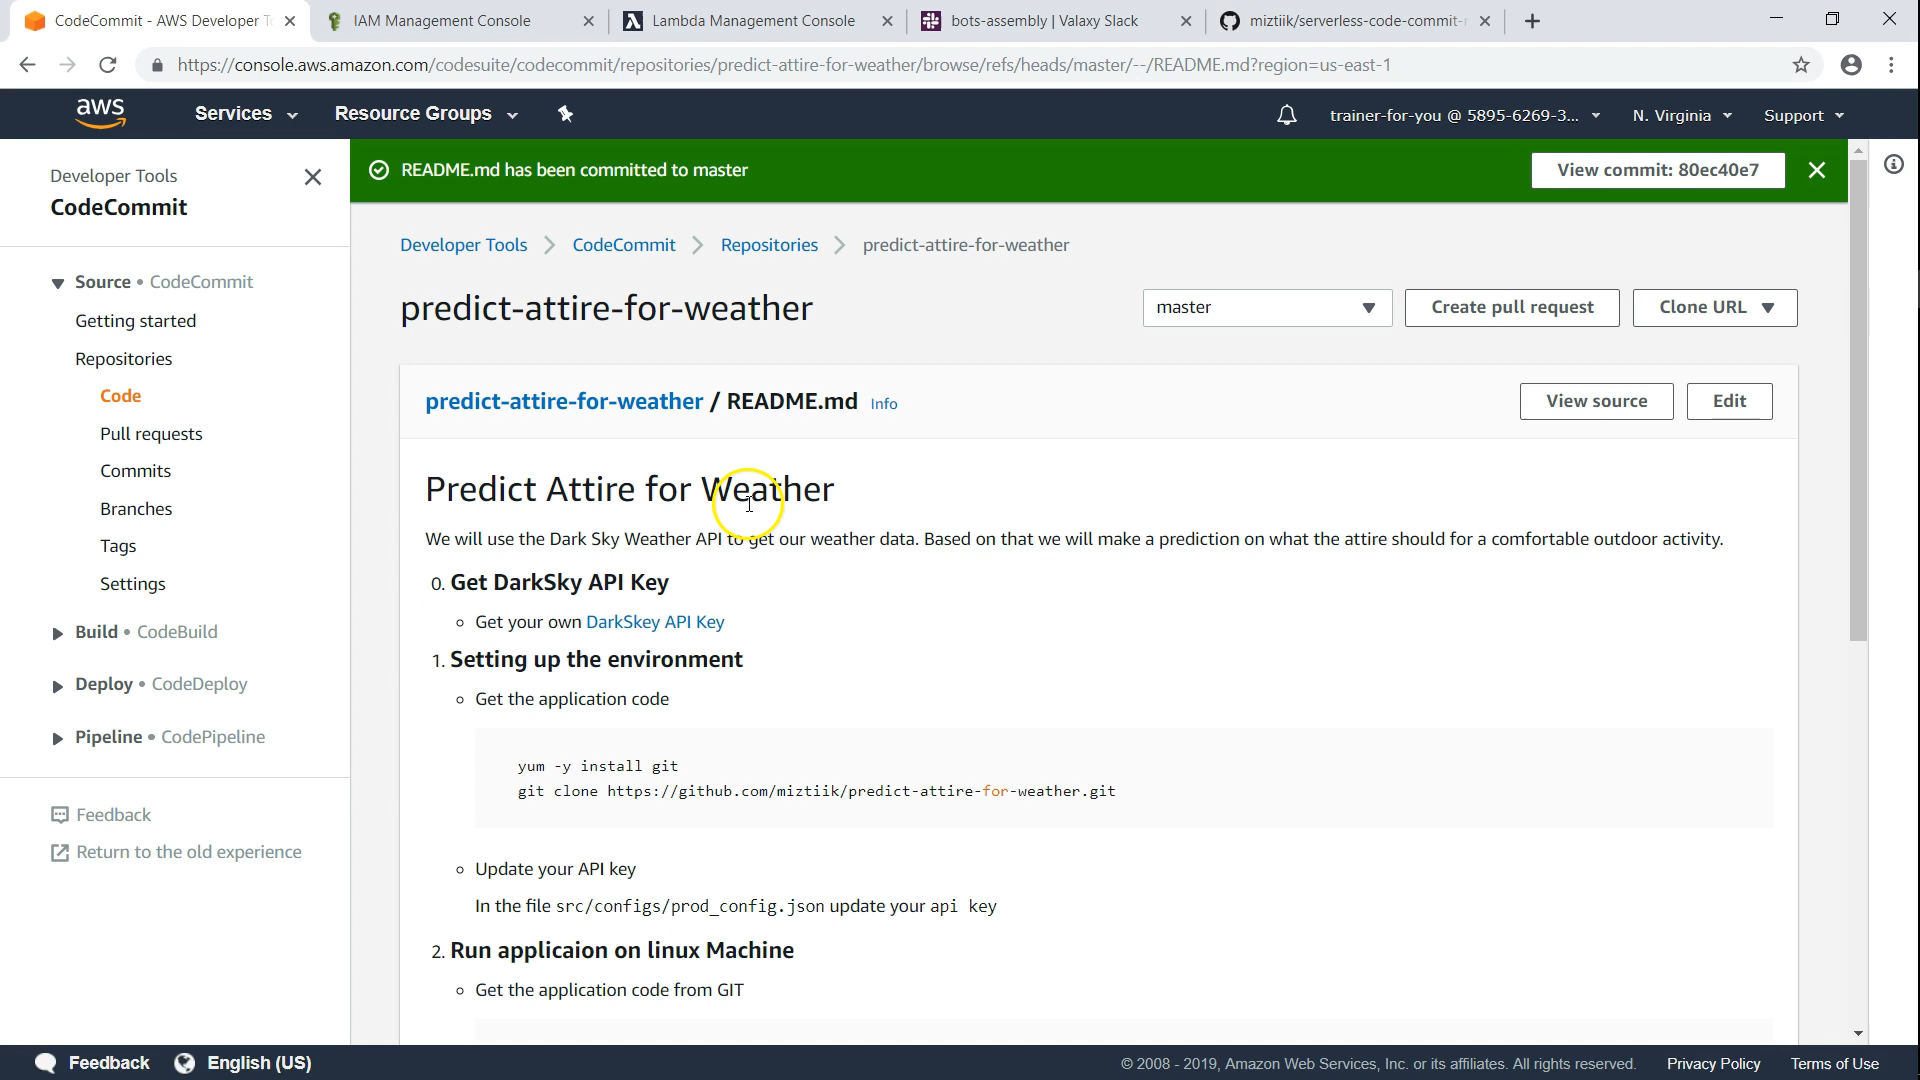 CodeCommit - AWS Developer To
IAM Management Console
Lambda Management Console
bots-assembly | Valaxy Slack
miztiik/serverless-code-commit-
https://console.aws.amazon.com/codesuite/codecommit/repositories/predict-attire-for-weather/browse/refs/heads/master/--/README.md?region=us-east-1
aws
Services
Resource Groups
trainer-for-you @ 5895-6269-3...
N. Virginia
Support
Developer Tools
CodeCommit
Source • CodeCommit
Getting started
Repositories
Code
Pull requests
Commits
Branches
Tags
Settings
Build • CodeBuild
Deploy • CodeDeploy
Pipeline • CodePipeline
Feedback
Return to the old experience
README.md has been committed to master
View commit: 80ec40e7
Developer Tools
CodeCommit
Repositories
predict-attire-for-weather
predict-attire-for-weather
master
Create pull request
Clone URL
predict-attire-for-weather / README.md Info
View source
Edit
Predict Attire for Weather
We will use the Dark Sky Weather API to get our weather data. Based on that we will make a prediction on what the attire should for a comfortable outdoor activity.
0. Get DarkSky API Key
Get your own DarkSkey API Key
1. Setting up the environment
Get the application code
yum -y install git
git clone https://github.com/miztiik/predict-attire-for-weather.git
Update your API key
In the file src/configs/prod_config.json update your api key
2. Run applicaion on linux Machine
Get the application code from GIT
Feedback
English (US)
© 2008 - 2019, Amazon Web Services, Inc. or its affiliates. All rights reserved.
Privacy Policy
Terms of Use